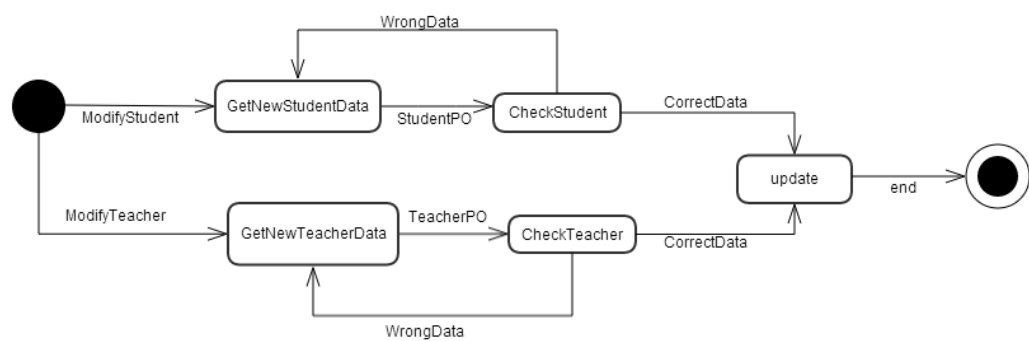 WrongData
GetNewStudentData
CheckStudent
CorrectData
ModifyStudent
StudentPO
update
end
ModifyTeacher
GetNewTeacherData
TeacherPO
CheckTeacher
CorrectData
WrongData